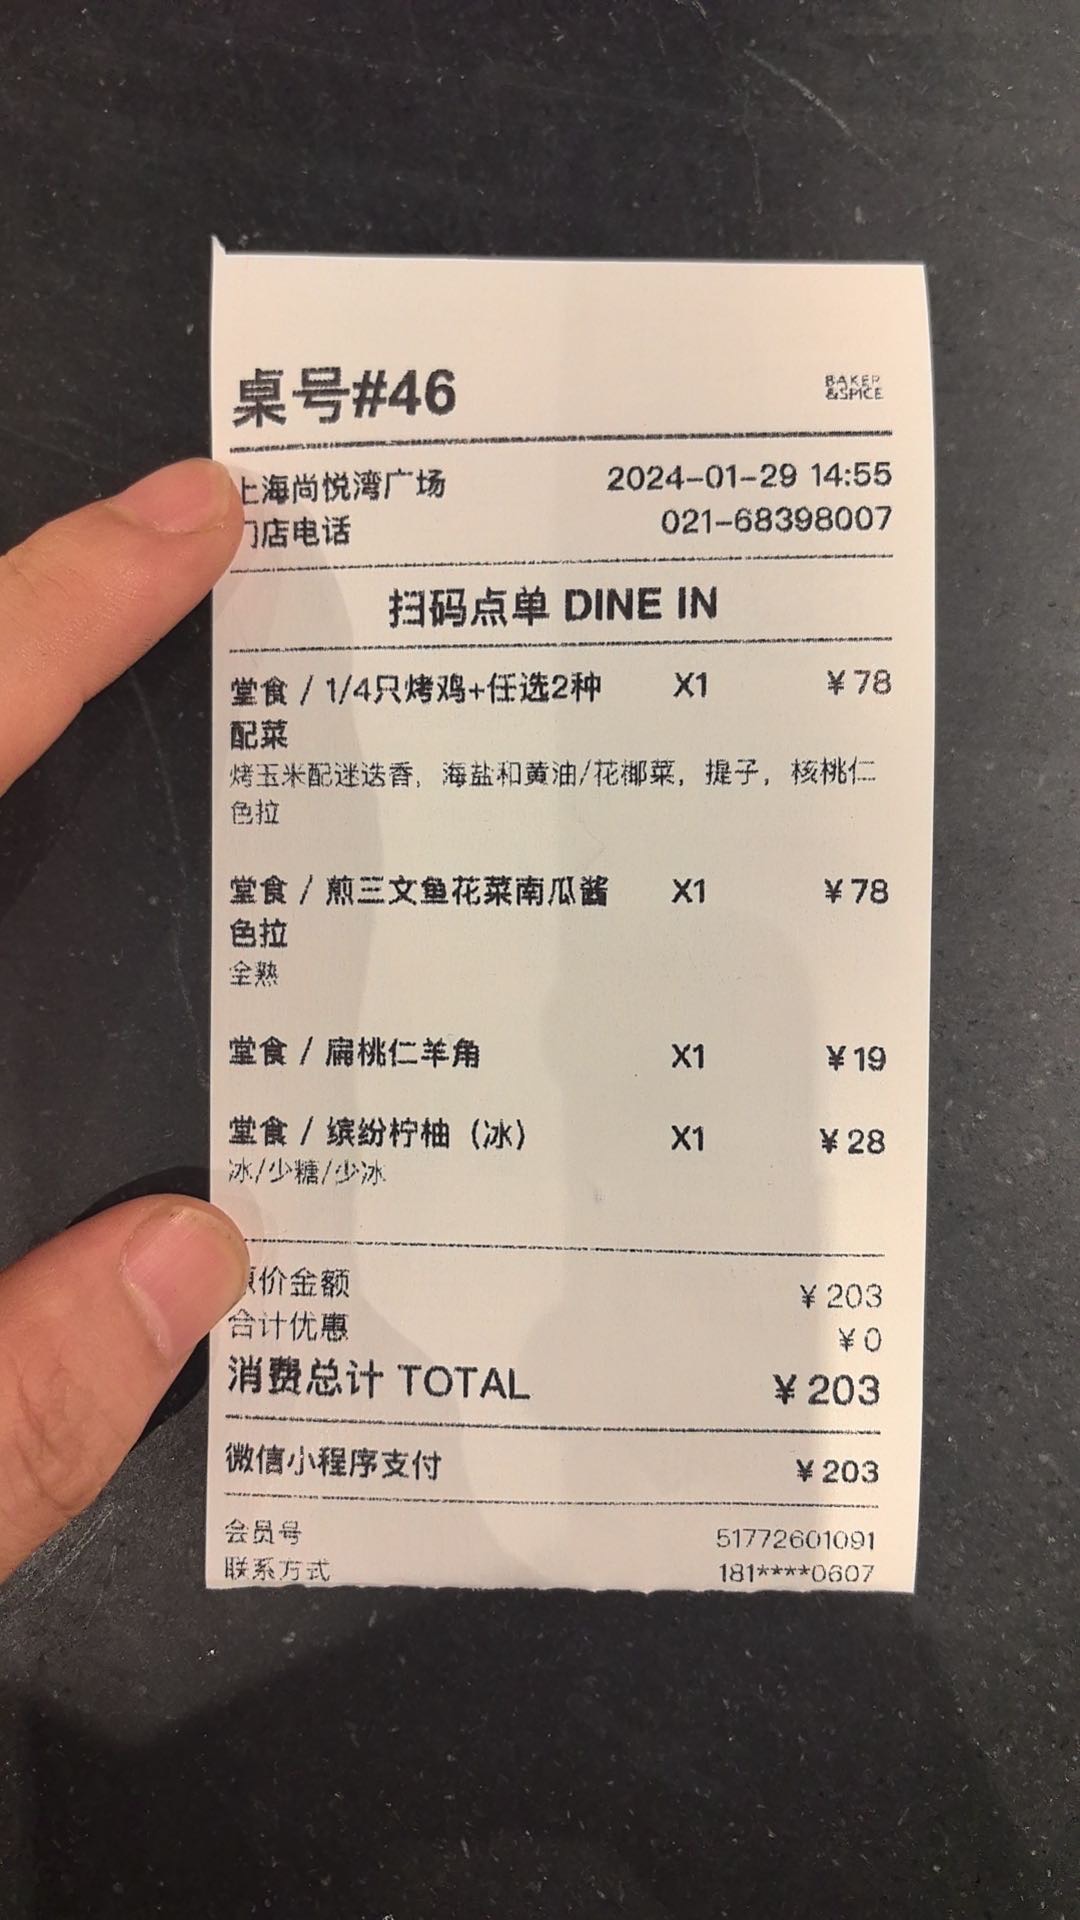 桌号#46
BAKER
&SPICE
上海尚悦湾广场 2024-01-29 14:55
门店电话 021-68398007
扫码点单 DINE IN
堂食 / 1/4只烤鸡+任选2种 X1 ¥78
配菜
烤玉米配迷迭香，海盐和黄油/花椰菜，提子，核桃仁
色拉
堂食 / 煎三文鱼花菜南瓜酱 X1 ¥78
色拉
全熟
堂食 / 扁桃仁羊角 X1 ¥19
堂食 / 缤纷柠柚（冰） X1 ¥28
冰/少糖/少冰
原价金额 ¥203
合计优惠 ¥0
消费总计 TOTAL ¥203
微信小程序支付 ¥203
会员号 51772601091
联系方式 181****0607